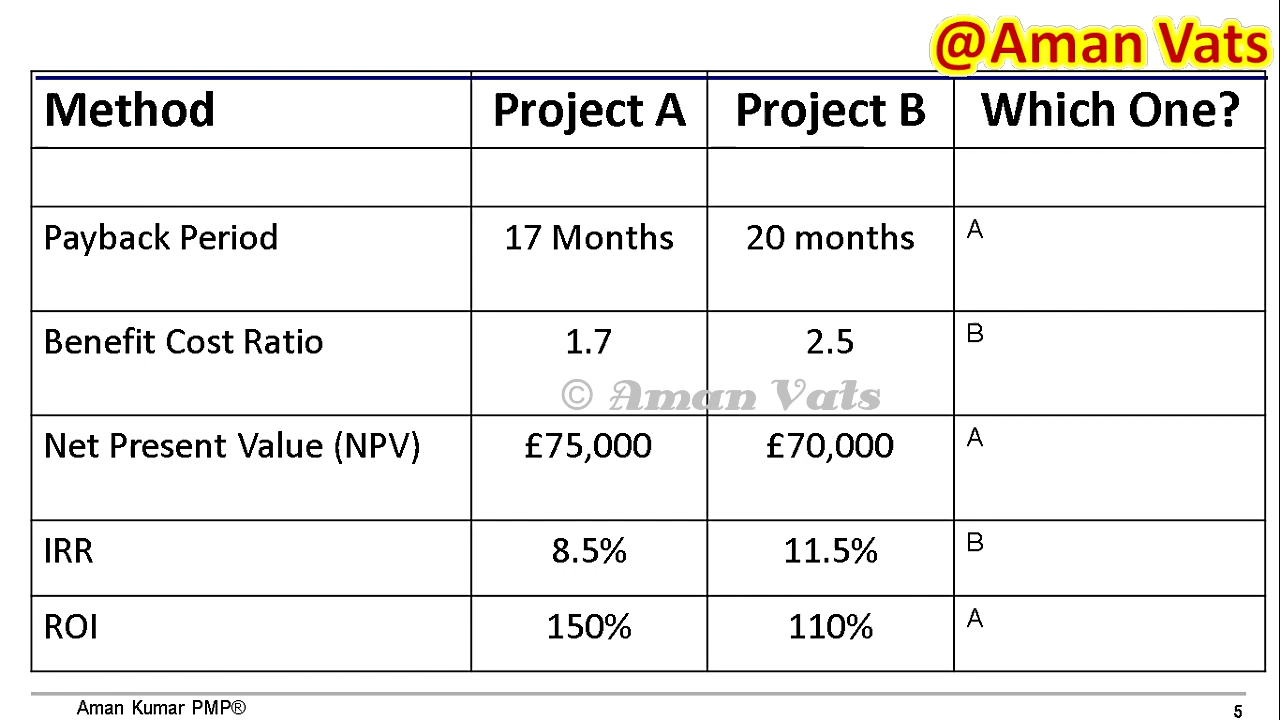 @Aman Vats
Method Project A Project B Which One?
Payback Period 17 Months 20 months A
Benefit Cost Ratio 1.7 2.5 B
© Aman Vats
Net Present Value (NPV) £75,000 £70,000 A
IRR 8.5% 11.5% B
ROI 150% 110% A
Aman Kumar PMP® 5